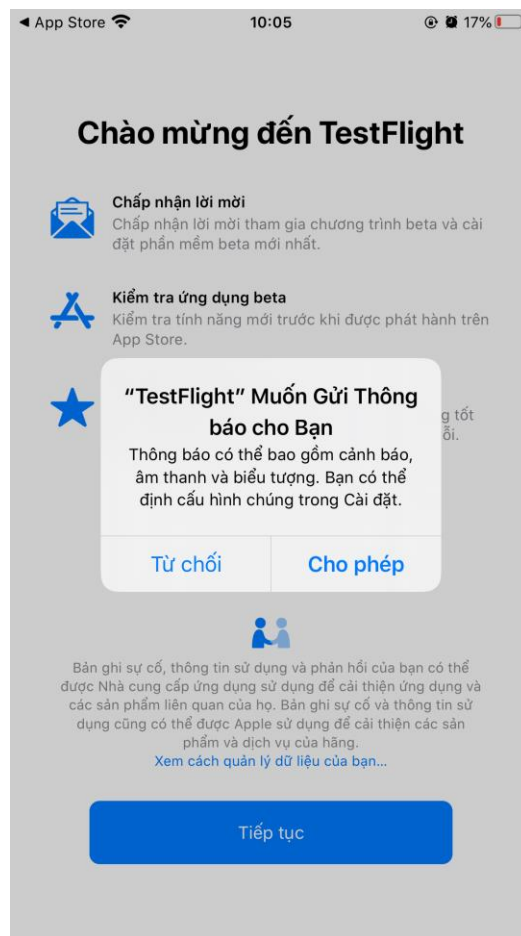 App Store
10:05
17%
Chào mừng đến TestFlight
Chấp nhận lời mời
Chấp nhận lời mời tham gia chương trình beta và cài
đặt phần mềm beta mới nhất.
Kiểm tra ứng dụng beta
Kiểm tra tính năng mới trước khi được phát hành trên
App Store.
tốt
“TestFlight” Muốn Gửi Thông
báo cho Bạn
Thông báo có thể bao gồm cảnh báo,
âm thanh và biểu tượng. Bạn có thể
định cấu hình chúng trong Cài đặt.
Từ chối
Cho phép
Bản ghi sự cố, thông tin sử dụng và phản hồi của bạn có thể
được Nhà cung cấp ứng dụng sử dụng để cải thiện ứng dụng và
các sản phẩm liên quan của họ. Bản ghi sự cố và thông tin sử
dụng cũng có thể được Apple sử dụng để cải thiện các sản
phẩm và dịch vụ của hãng.
Xem cách quản lý dữ liệu của bạn...
Tiếp tục